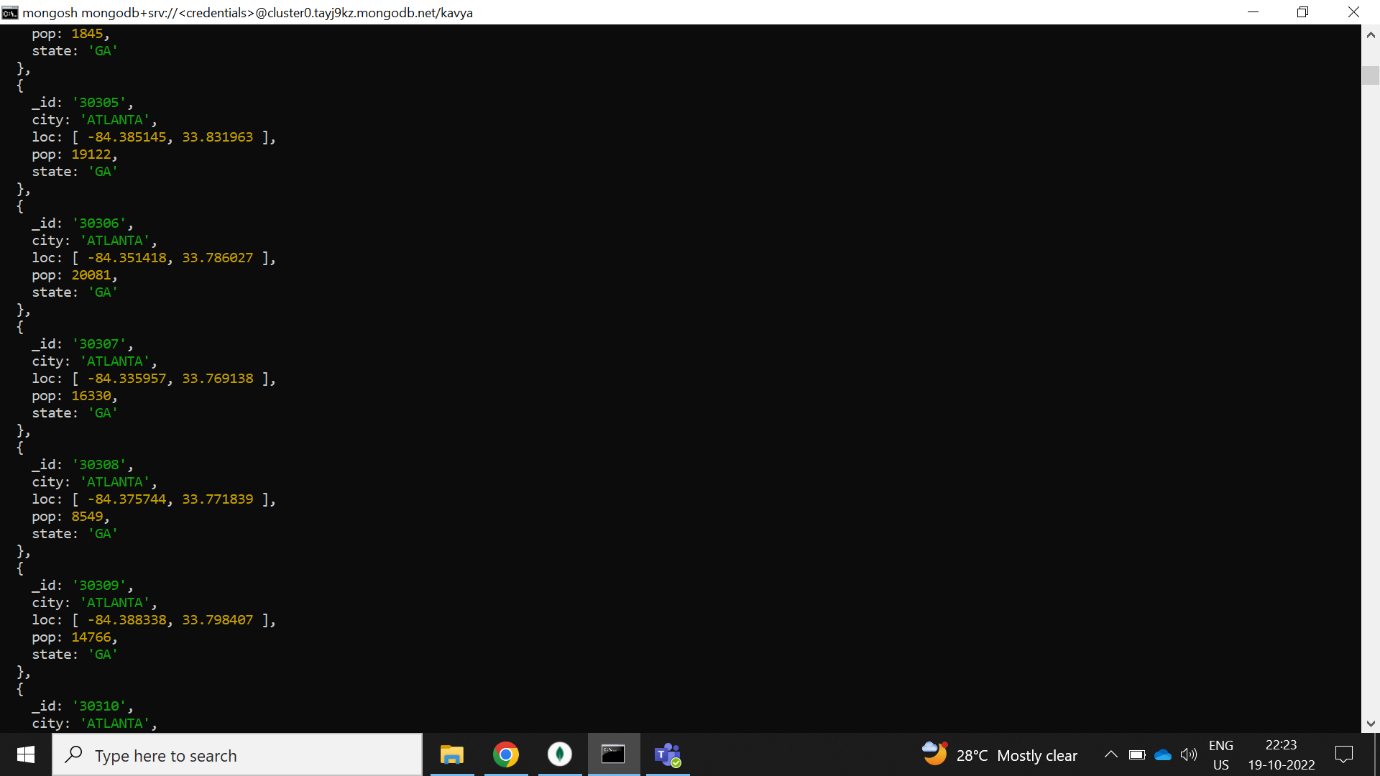 mongosh mongodb+srv://<credentials>@cluster0.tayj9kz.mongodb.net/kavya
pop: 1845,
state: 'GA'
},
{
_id: '30305',
city: 'ATLANTA',
loc: [ -84.385145, 33.831963 ],
pop: 19122,
state: 'GA'
},
{
_id: '30306',
city: 'ATLANTA',
loc: [ -84.351418, 33.786027 ],
pop: 20081,
state: 'GA'
},
{
_id: '30307',
city: 'ATLANTA',
loc: [ -84.335957, 33.769138 ],
pop: 16330,
state: 'GA'
},
{
_id: '30308',
city: 'ATLANTA',
loc: [ -84.375744, 33.771839 ],
pop: 8549,
state: 'GA'
},
{
_id: '30309',
city: 'ATLANTA',
loc: [ -84.388338, 33.798407 ],
pop: 14766,
state: 'GA'
},
{
_id: '30310',
city: 'ATLANTA',
Type here to search
28°C Mostly clear
ENG
US
22:23
19-10-2022